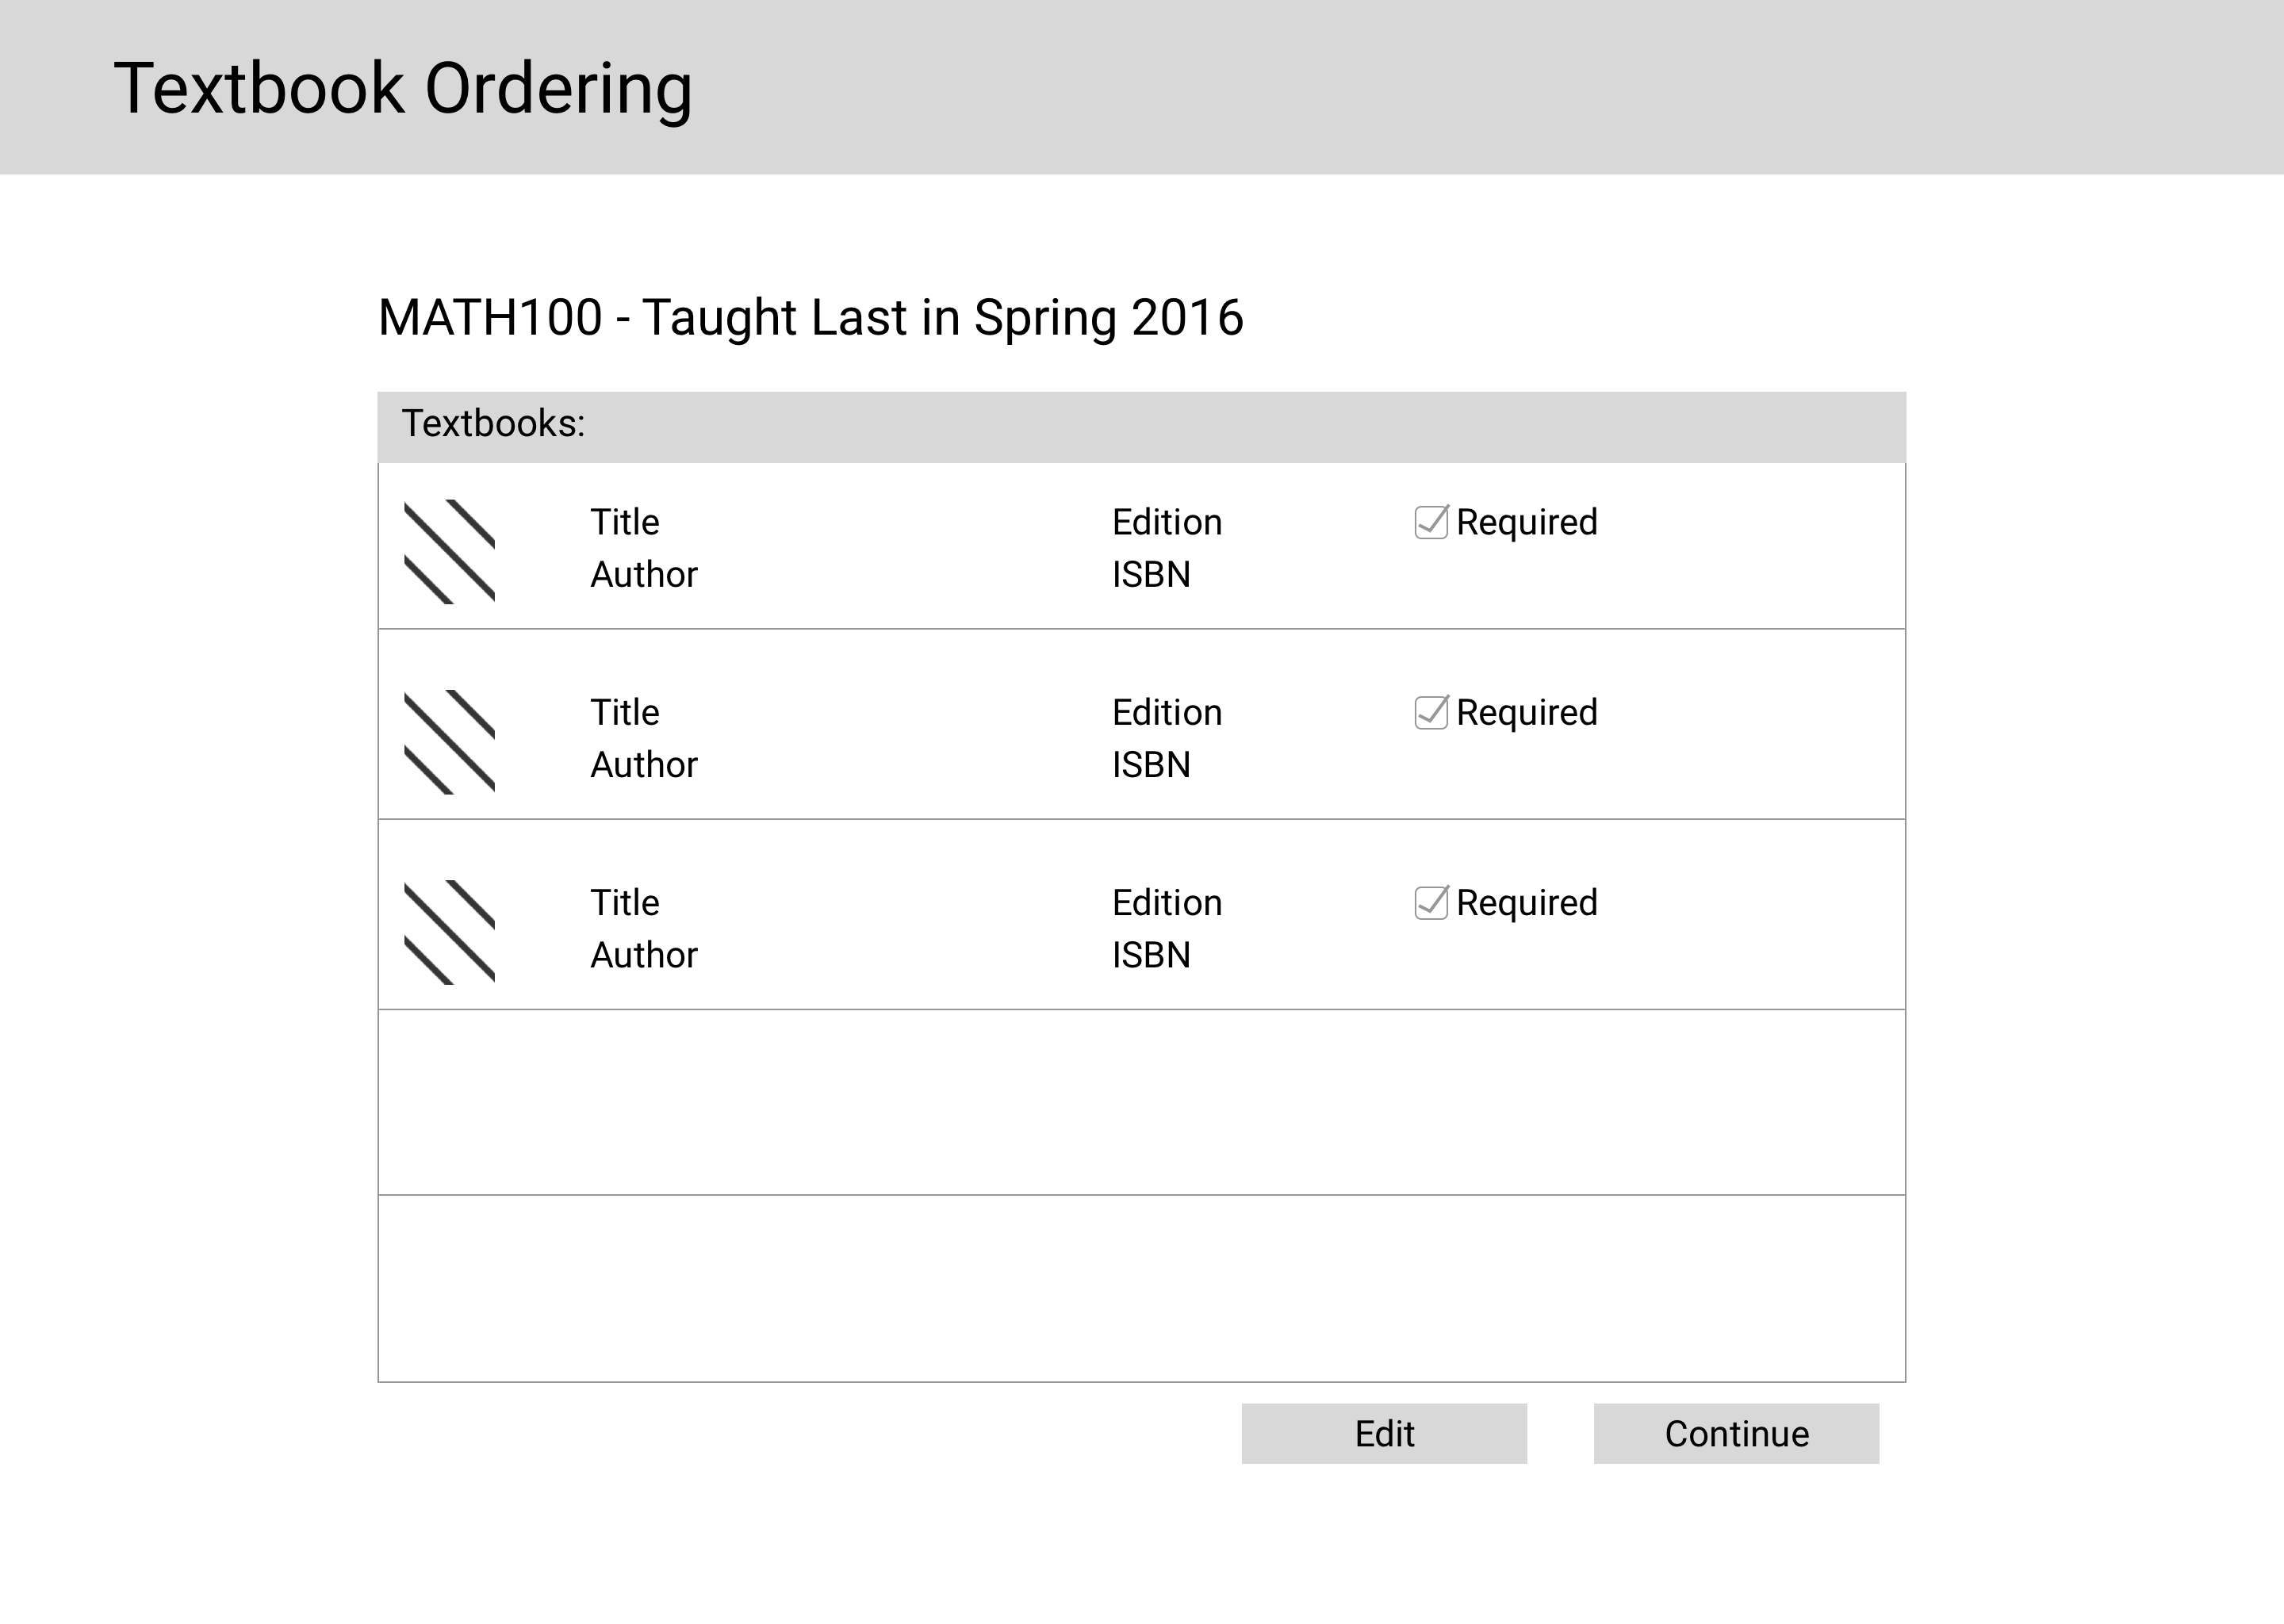 Textbook Ordering
MATH100 - Taught Last in Spring 2016
Textbooks:
Title Edition Required
Author ISBN
Title Edition Required
Author ISBN
Title Edition Required
Author ISBN
Edit Continue